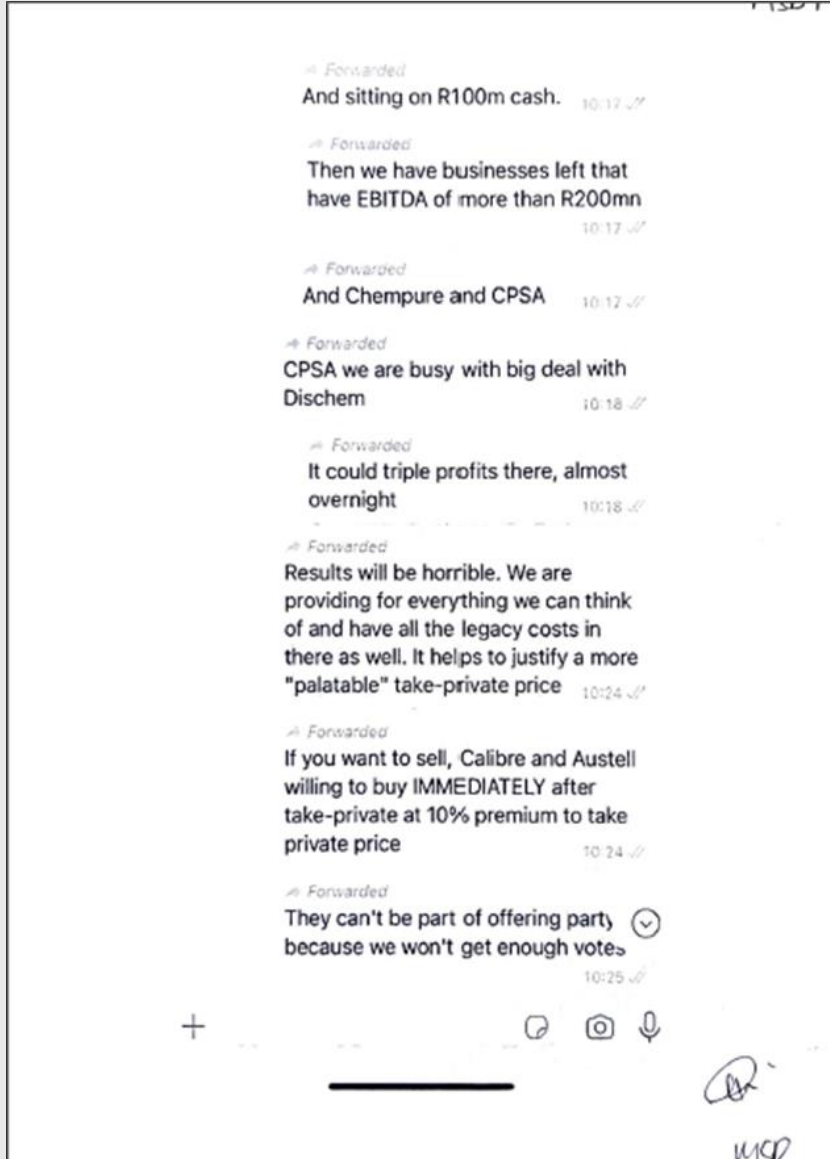 Forwarded
And sitting on R100m cash. 10:17
Forwarded
Then we have businesses left that
have EBITDA of more than R200mn
10:17
Forwarded
And Chempure and CPSA 10:17
Forwarded
CPSA we are busy with big deal with
Dischem 10:18
Forwarded
It could triple profits there, almost
overnight 10:18
Forwarded
Results will be horrible. We are
providing for everything we can think
of and have all the legacy costs in
there as well. It helps to justify a more
"palatable" take-private price 10:24
Forwarded
If you want to sell, Calibre and Austell
willing to buy IMMEDIATELY after
take-private at 10% premium to take
private price 10:24
Forwarded
They can't be part of offering party
because we won't get enough votes
10:25